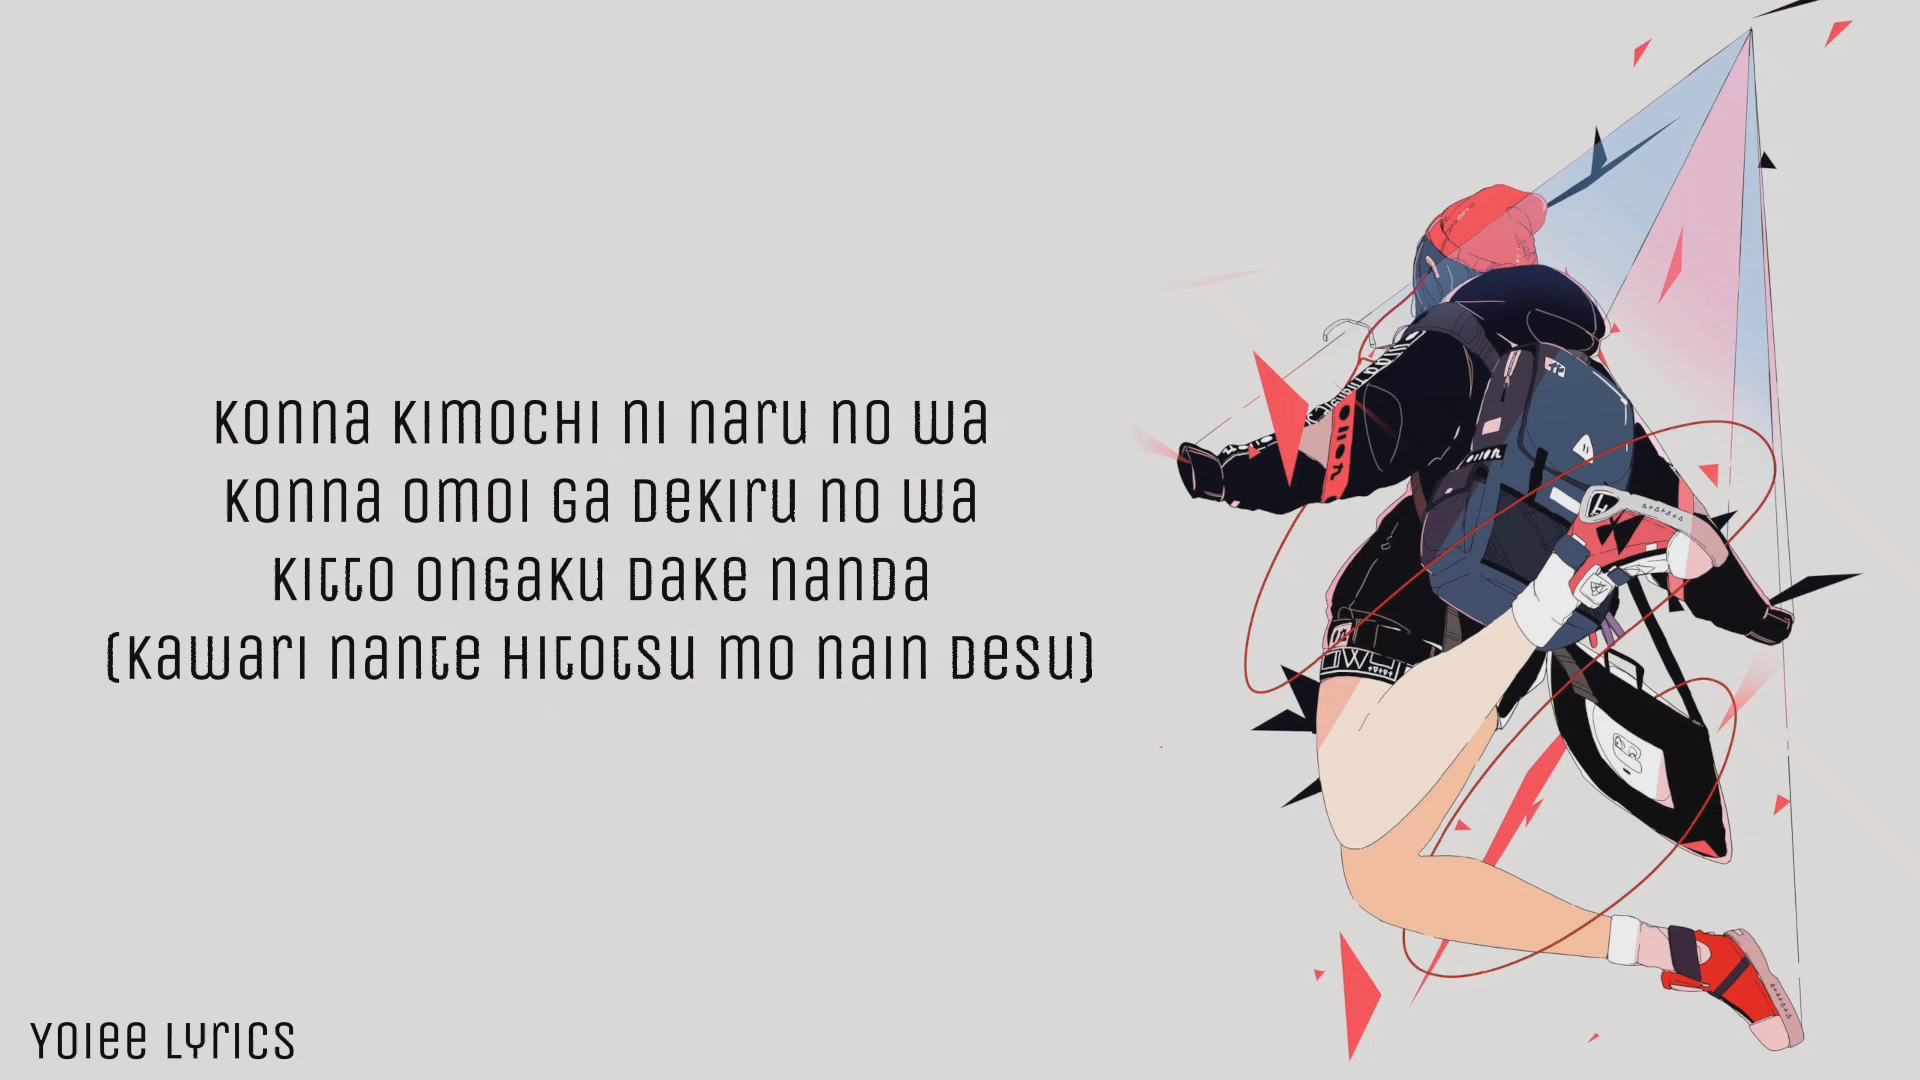 Konna kimochi ni naru no wa
Konna omoi ga dekiru no wa
Kitto ongaku dake nanda
(Kawari nante hitotsu mo nain desu)
Yoiee Lyrics